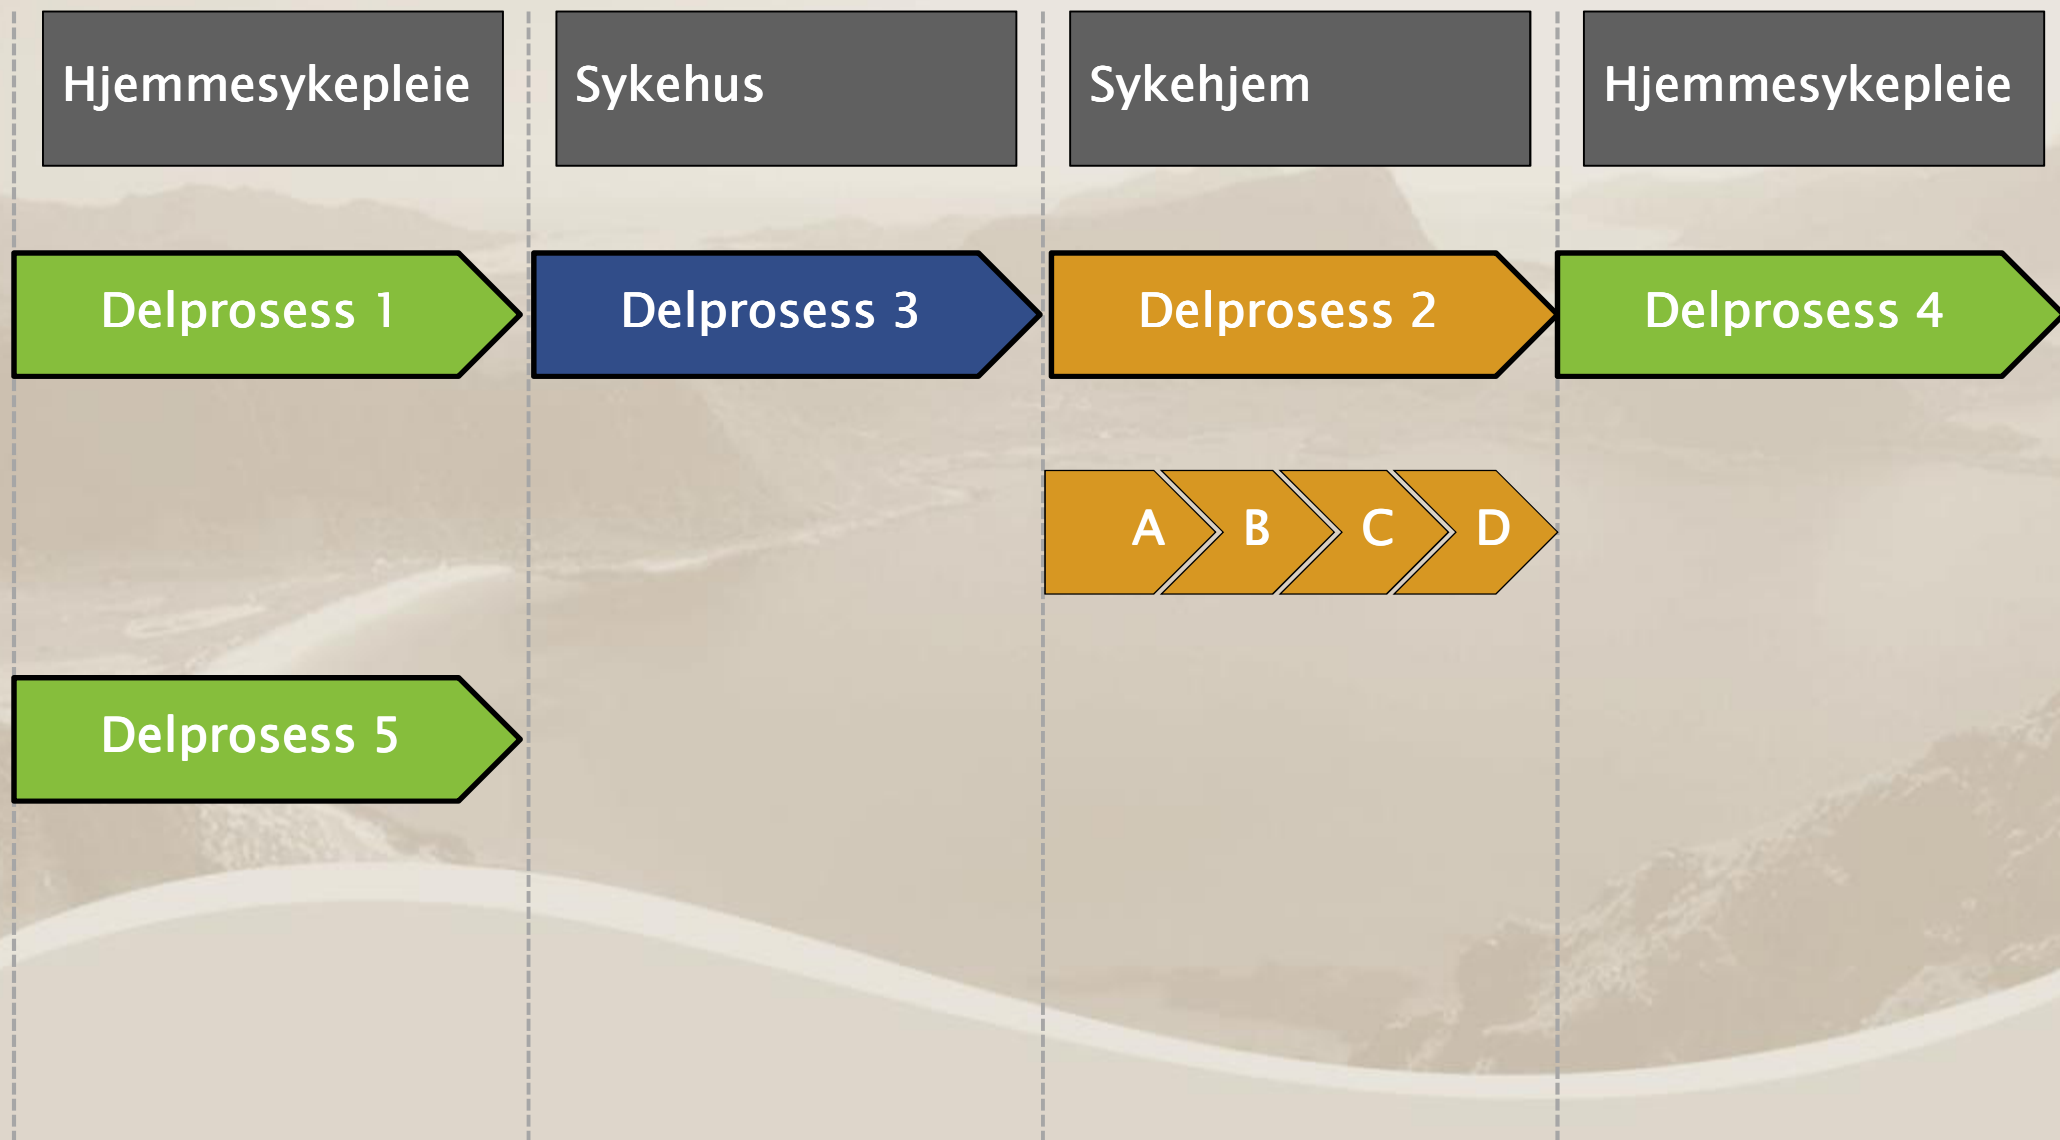 Hjemmesykepleie
Sykehus
Sykehjem
Hjemmesykepleie
Delprosess 1
Delprosess 3
Delprosess 2
Delprosess 4
A
B
C
D
Delprosess 5